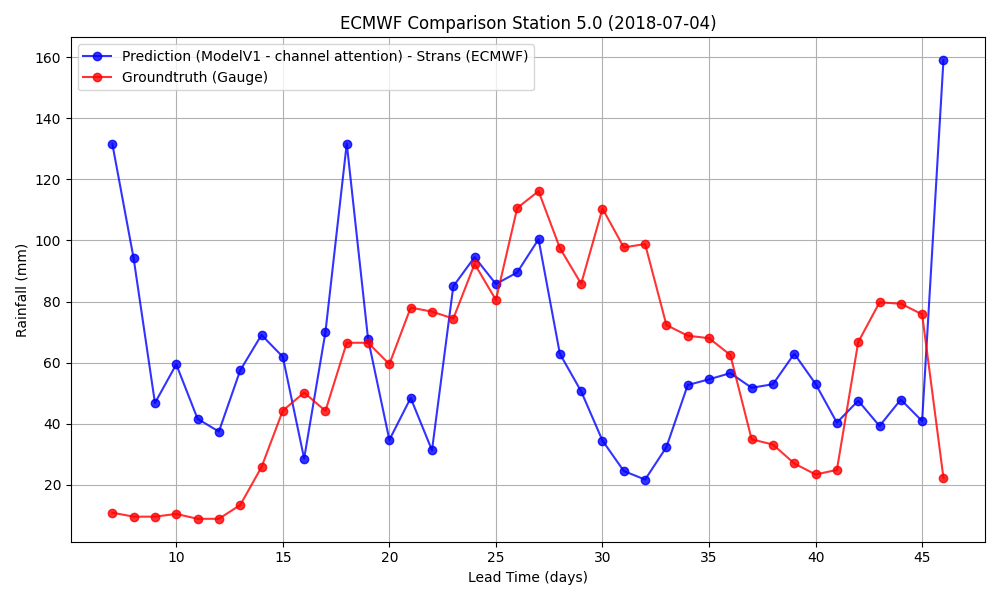 ECMWF Comparison Station 5.0 (2018-07-04)
Prediction (ModelV1 - channel attention) - Strans (ECMWF)
Groundtruth (Gauge)
160
140
120
100
80
60
40
20
Rainfall (mm)
10 15 20 25 30 35 40 45
Lead Time (days)